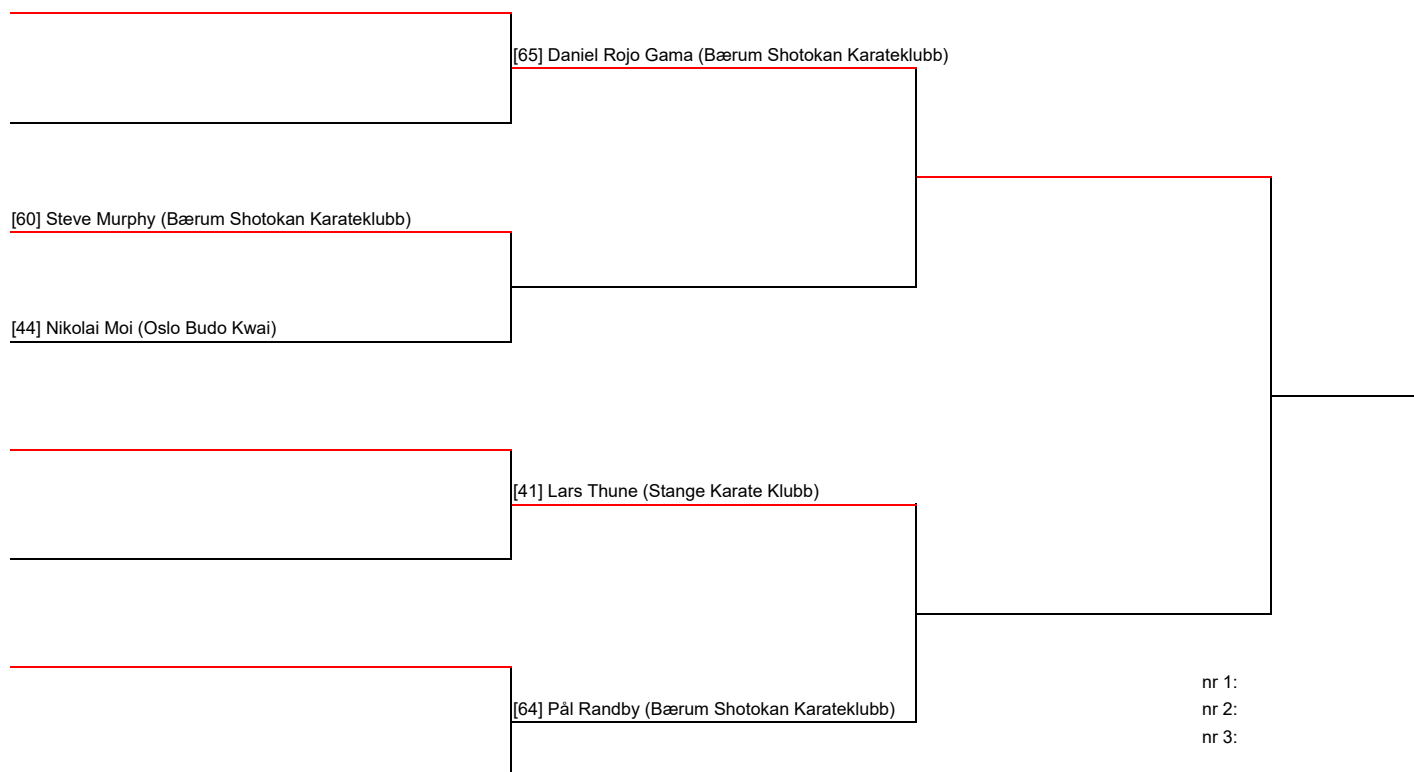 [65] Daniel Rojo Gama (Bærum Shotokan Karateklubb)
[60] Steve Murphy (Bærum Shotokan Karateklubb)
[44] Nikolai Moi (Oslo Budo Kwai)
[41] Lars Thune (Stange Karate Klubb)
[64] Pål Randby (Bærum Shotokan Karateklubb)
nr 1:
nr 2:
nr 3: